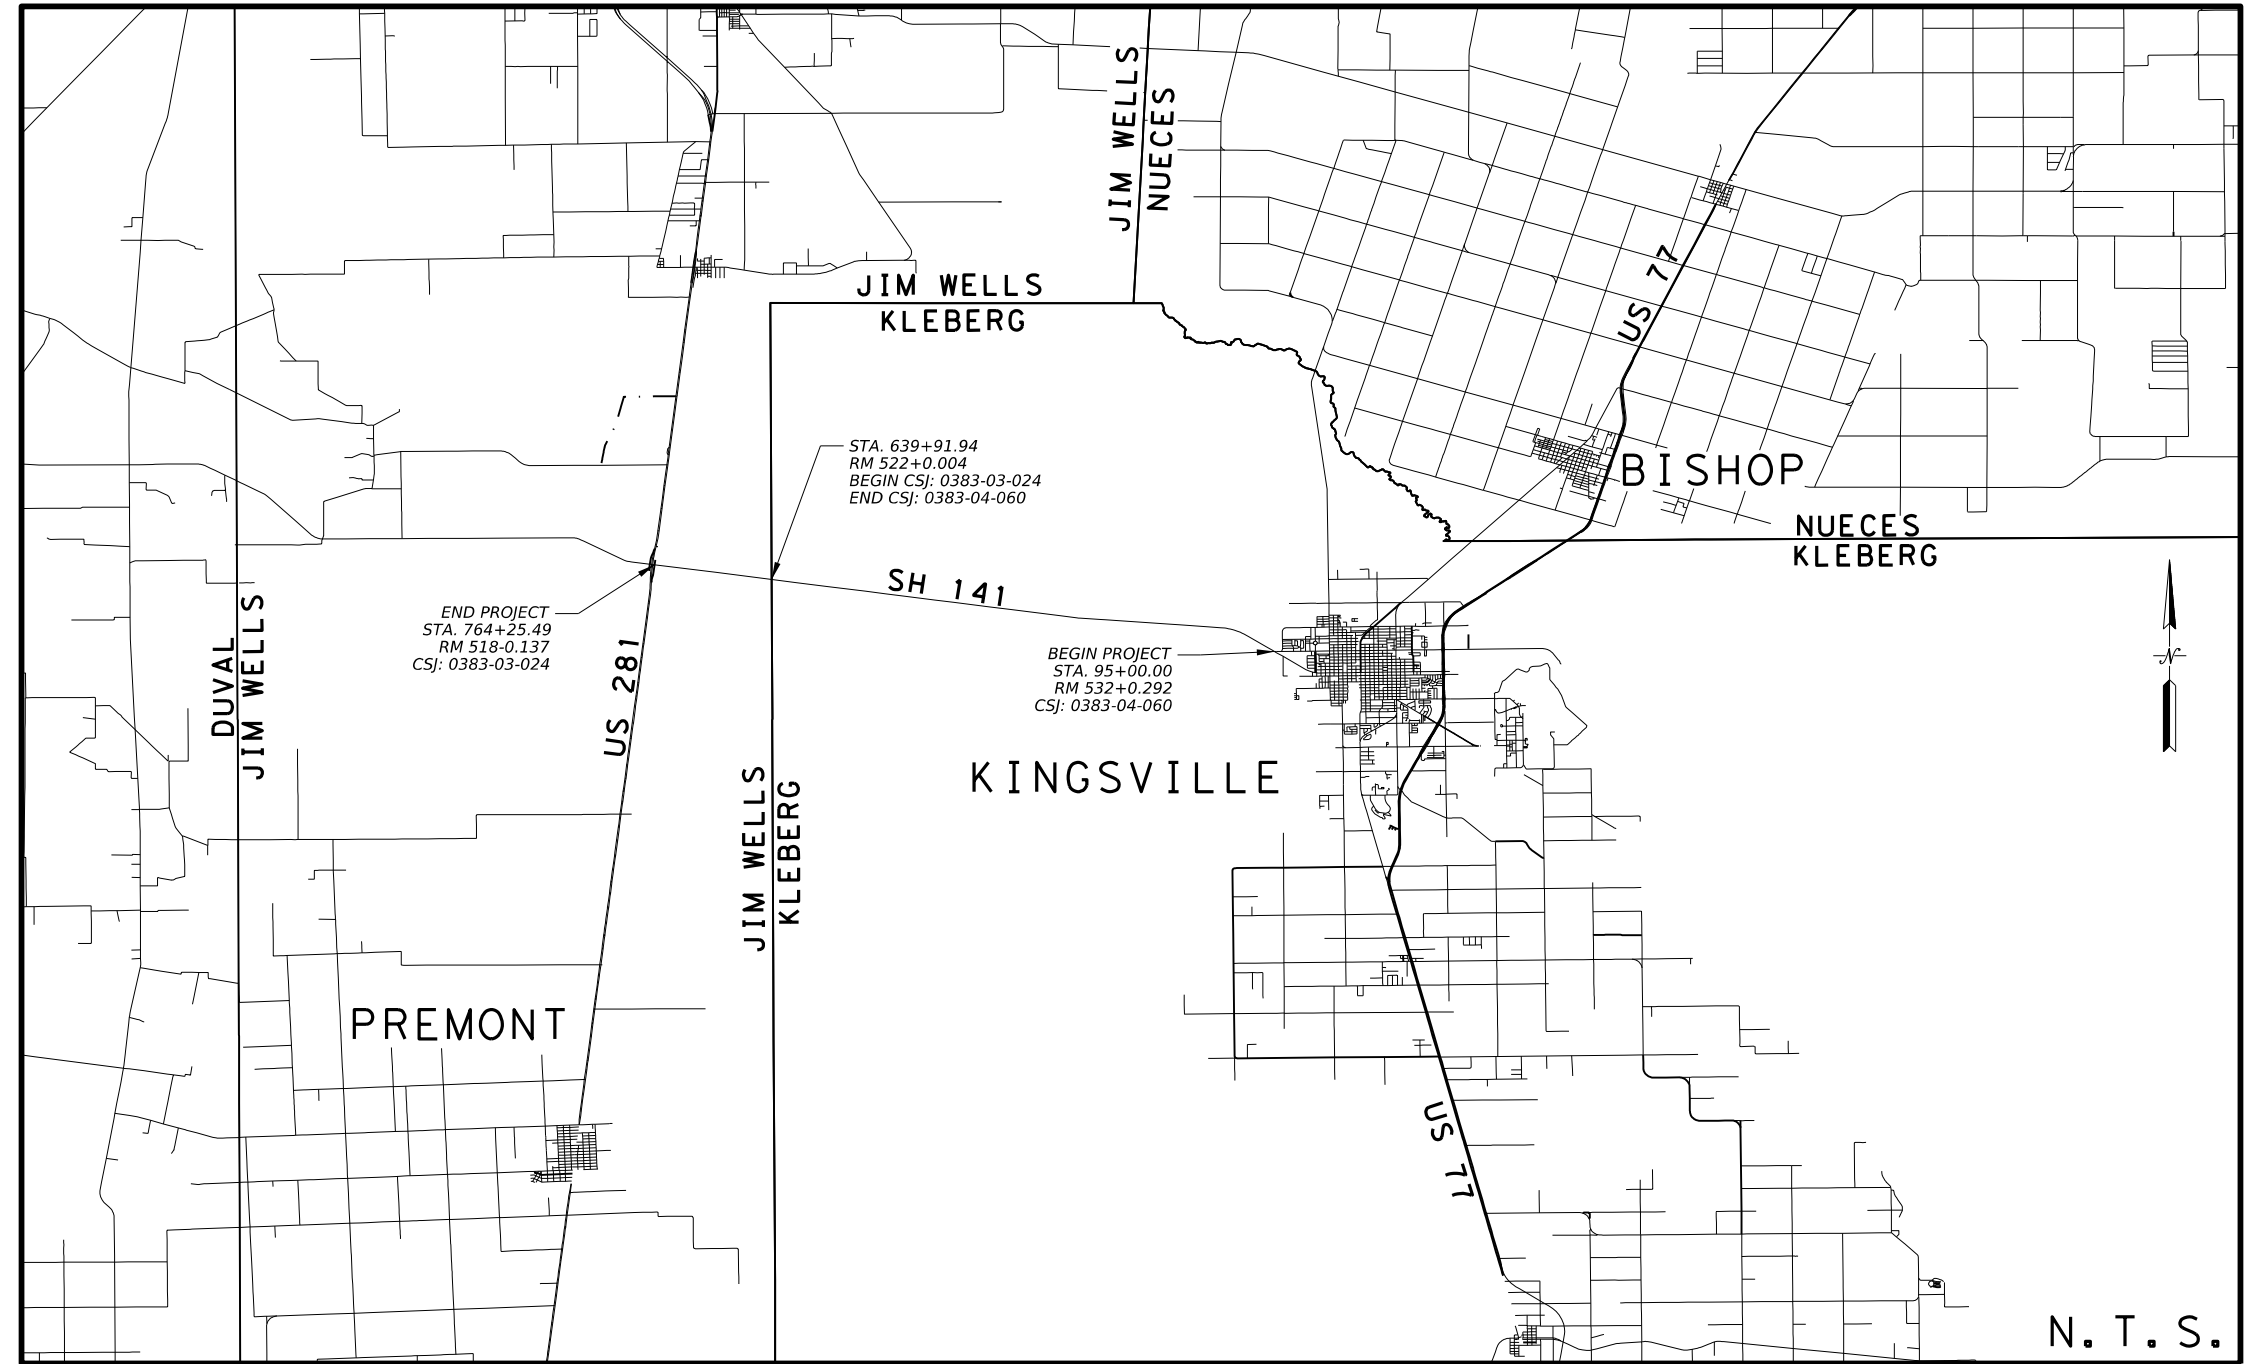 JIM WELLS
NUECES
JIM WELLS
KLEBERG
US 77
STA. 639+91.94
RM 522+0.004
BEGIN CSJ: 0383-03-024
END CSJ: 0383-04-060
BISHOP
NUECES
KLEBERG
SH 141
END PROJECT
STA. 764+25.49
RM 518-0.137
CSJ: 0383-03-024
DUVAL
JIM WELLS
US 281
BEGIN PROJECT
STA. 95+00.00
RM 532+0.292
CSJ: 0383-04-060
N
KINGSVILLE
JIM WELLS
KLEBERG
PREMONT
US 77
N. T. S.